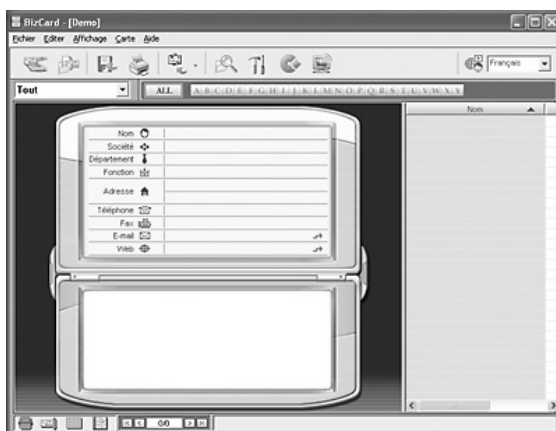 BizCard - [Demo]
Fichier Editer Affichage Carte Aide
Français
Tout ALL A B C D E F G H I J K L M N O P Q R S T U V W X Y
Nom
Nom
Société
Département
Fonction
Adresse
Téléphone
Fax
E-mail
Web
0/0